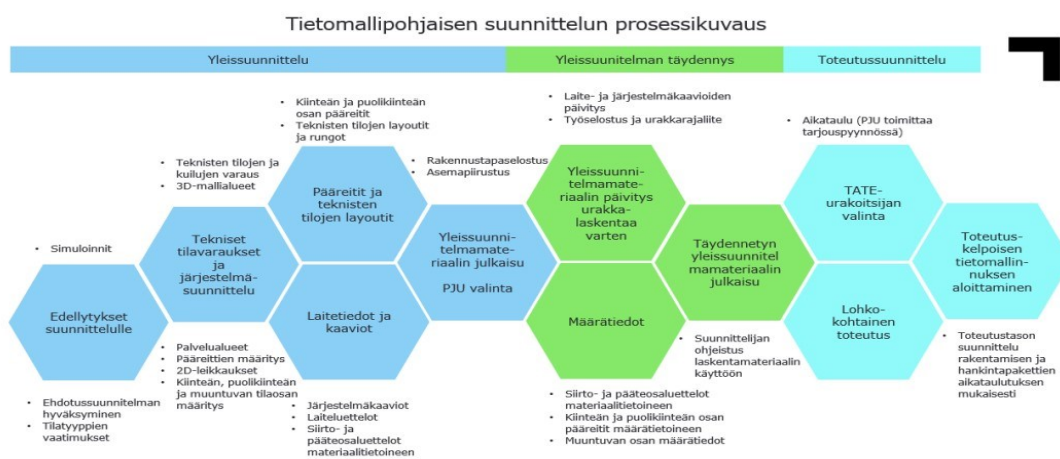 Tietomallipohjaisen suunnittelun prosessikuvaus
Yleissuunnittelu
Yleissuunitelman täydennys
Toteutussuunnittelu
• Simuloinnit
Edellytykset
suunnittelulle
• Ehdotussuunnitelman
hyväksyminen
• Tilatyyppien
vaatimukset
• Teknisten tilojen ja
kuilujen varaus
• 3D-mallialueet
Tekniset
tilavaraukset
ja
järjestelmä-
suunnittelu
• Palvelualueet
• Pääreittien määritys
• 2D-leikkaukset
• Kiinteän, puolikiinteän
ja muuntuvan tilaosan
määritys
• Kiinteän ja puolikiinteän
osan pääreitit
• Teknisten tilojen layoutit
ja rungot
Pääreitit ja
teknisten
tilojen layoutit
Laitetiedot ja
kaaviot
• Järjestelmäkaaviot
• Laiteluettelot
• Siirto- ja
pääteosaluettelot
materiaalitietoineen
• Rakennustapaselostus
• Asemapiirustus
Yleissuunni-
telmamate-
riaalin julkaisu
PJU valinta
• Laite- ja järjestelmäkaavioiden
päivitys
• Työselostus ja urakkarajaliite
Yleissuunni-
telmamate-
riaalin päivitys
urakka-
laskentaa
varten
Määrätiedot
• Siirto- ja pääteosaluettelot
materiaalitietoineen
• Kiinteän ja puolikiinteän osan
pääreitit määrätietoineen
• Muuntuvan osan määrätiedot
Täydennetyn
yleissuunnitel
mamateriaalin
julkaisu
• Suunnittelijan
ohjeistus
laskentamateriaalin
käyttöön
• Aikataulu (PJU toimittaa
tarjouspyynnössä)
TATE-
urakoitsijan
valinta
Lohko-
kohtainen
toteutus
Toteutus-
kelpoisen
tietomallin-
nuksen
aloittaminen
• Toteutustason
suunnittelu
rakentamisen ja
hankintapakettien
aikataulutuksen
mukaisesti